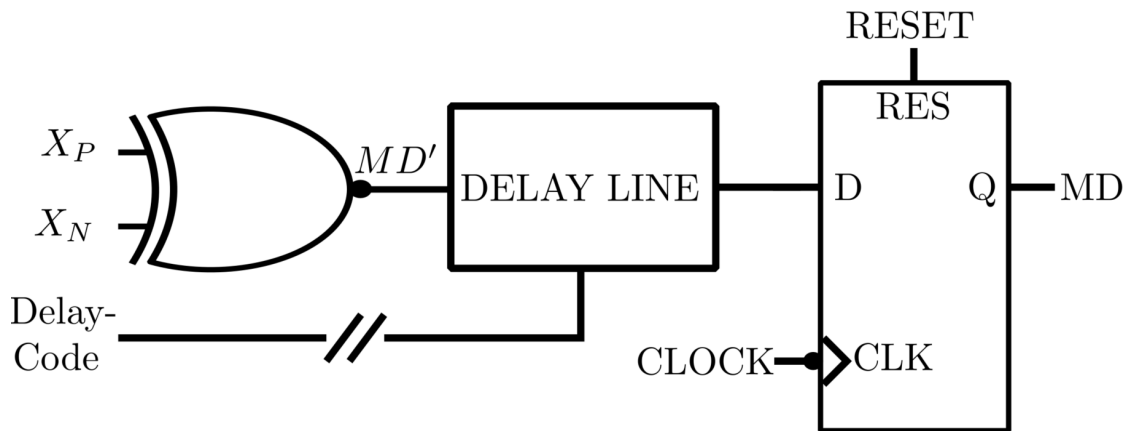 RESET
RES
X_P
MD′
DELAY LINE
D
Q
MD
X_N
Delay-
Code
CLOCK
CLK